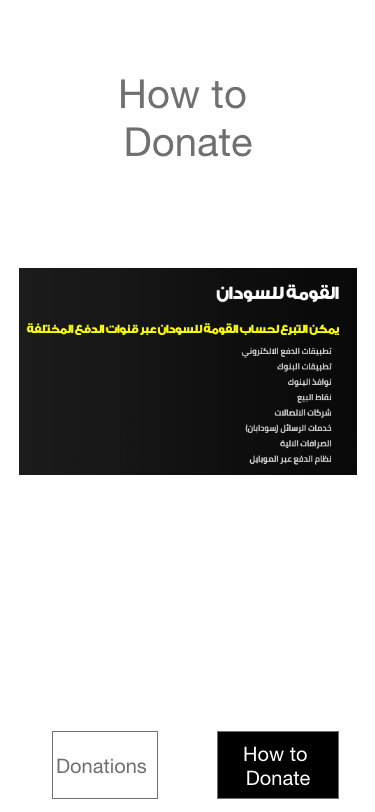 How to
Donate
القومة للسودان
يمكن التبرع لحساب القومة للسودان عبر قنوات الدفع المختلفة
تطبيقات الدفع الالكتروني
تطبيقات البنوك
نوافذ البنوك
نقاط البيع
شركات الاتصالات
خدمات الرسائل (سودابان)
الصرافات الالية
نظام الدفع عبر الموبايل
Donations
How to
Donate